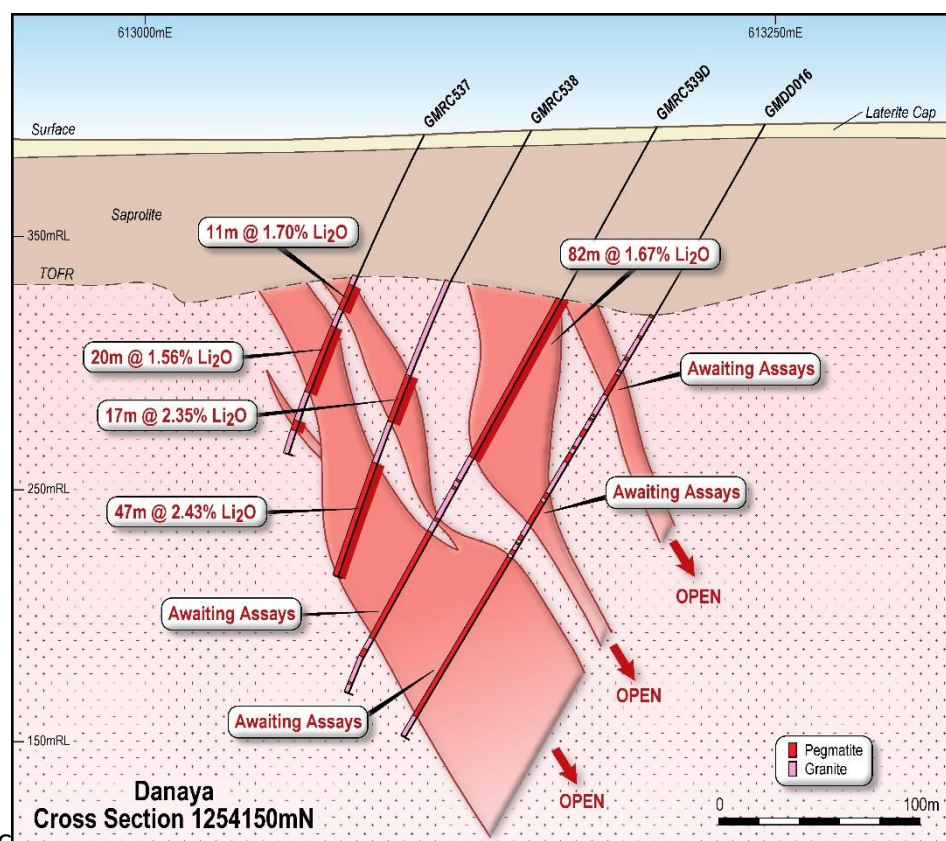 613000mE
613250mE
GMRC537
GMRC538
GMRC539D
GMDD016
Surface
Laterite Cap
Saprolite
11m @ 1.70% Li₂O
350mRL
82m @ 1.67% Li₂O
TOFR
20m @ 1.56% Li₂O
Awaiting Assays
17m @ 2.35% Li₂O
250mRL
Awaiting Assays
47m @ 2.43% Li₂O
OPEN
Awaiting Assays
OPEN
Awaiting Assays
150mRL
Pegmatite
Granite
Danaya
Cross Section 1254150mN
OPEN
0
100m